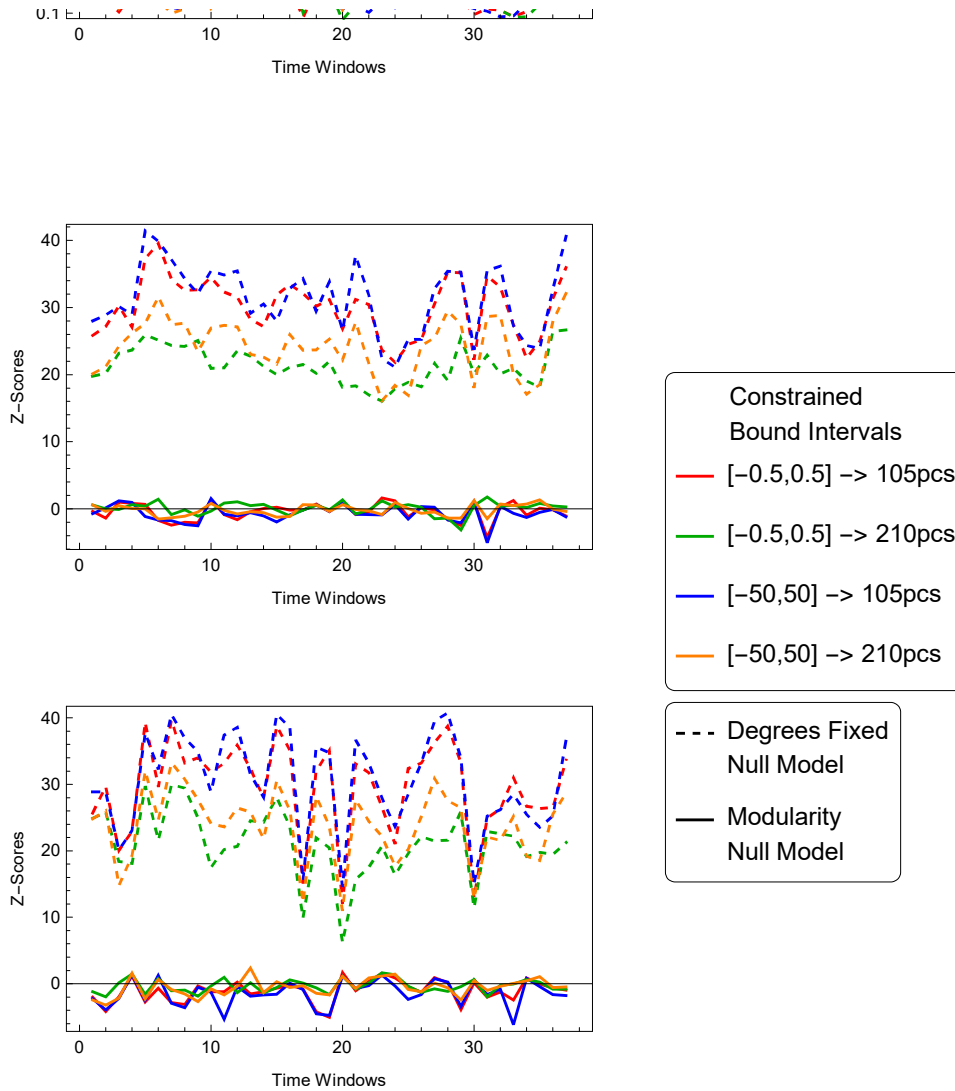 0.1
0 10 20 30
Time Windows
40
30
20
10
0
Z-Scores
0 10 20 30
Time Windows
Constrained
Bound Intervals
[−0.5,0.5] −> 105pcs
[−0.5,0.5] −> 210pcs
[−50,50] −> 105pcs
[−50,50] −> 210pcs
Degrees Fixed
Null Model
Modularity
Null Model
40
30
20
10
0
Z-Scores
0 10 20 30
Time Windows